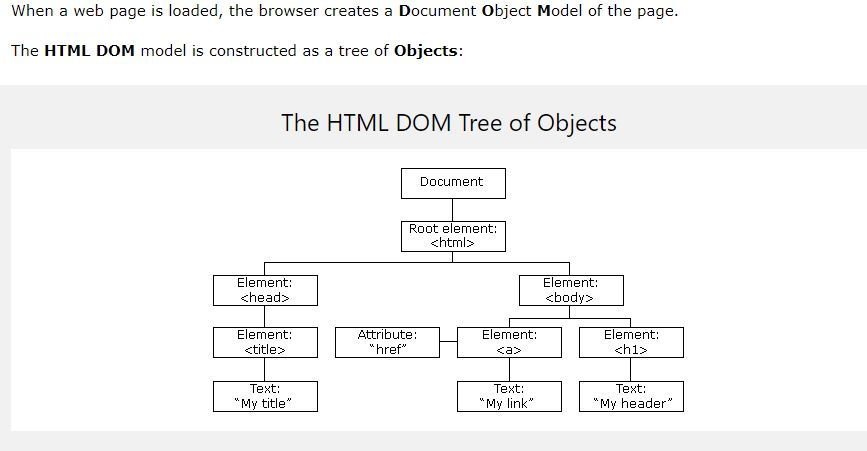 When a web page is loaded, the browser creates a Document Object Model of the page.
The HTML DOM model is constructed as a tree of Objects:
The HTML DOM Tree of Objects
Document
Root element:
<html>
Element:
<head>
Element:
<body>
Element:
<title>
Attribute:
"href"
Element:
<a>
Element:
<h1>
Text:
"My title"
Text:
"My link"
Text:
"My header"